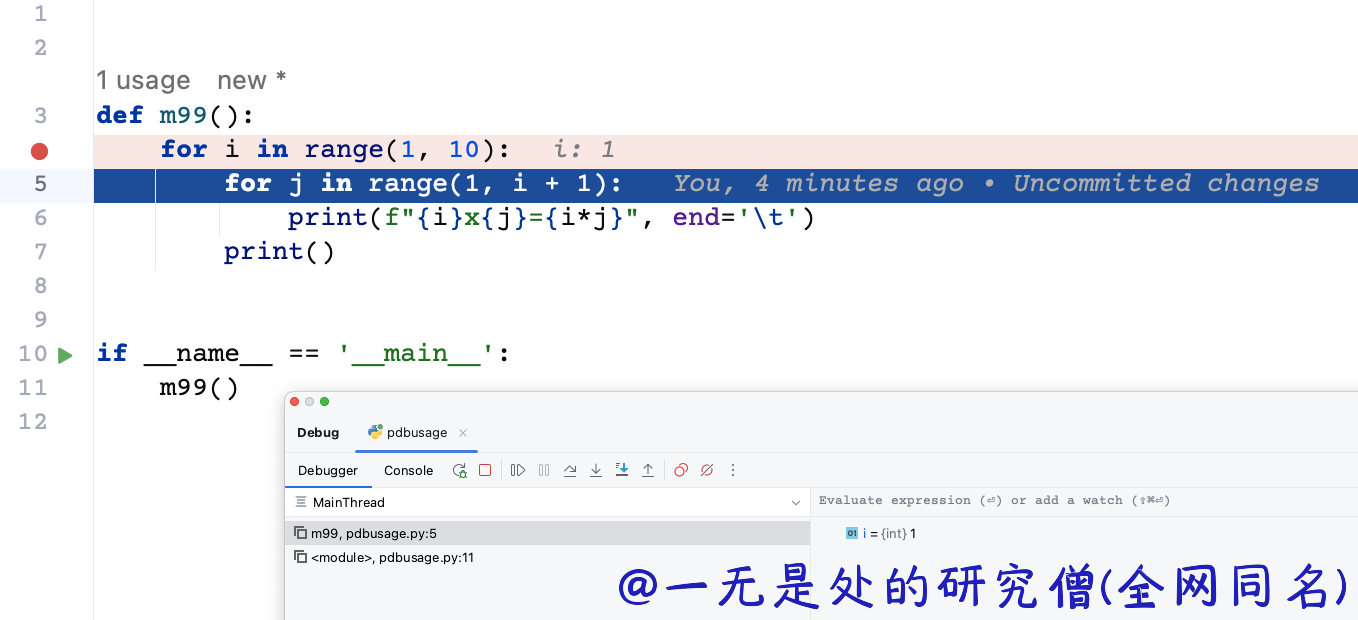 1
2
1 usage   new *
3 def m99():
for i in range(1, 10):   i: 1
5 for j in range(1, i + 1):   You, 4 minutes ago • Uncommitted changes
6 print(f"{i}x{j}={i*j}", end='\t')
7 print()
8
9
10 if __name__ == '__main__':
11 m99()
12
Debug   pdbusage ×
Debugger   Console
MainThread   Evaluate expression (⏎) or add a watch (⇧⌘⏎)
m99, pdbusage.py:5   01 i = {int} 1
<module>, pdbusage.py:11
@一无是处的研究僧(全网同名)